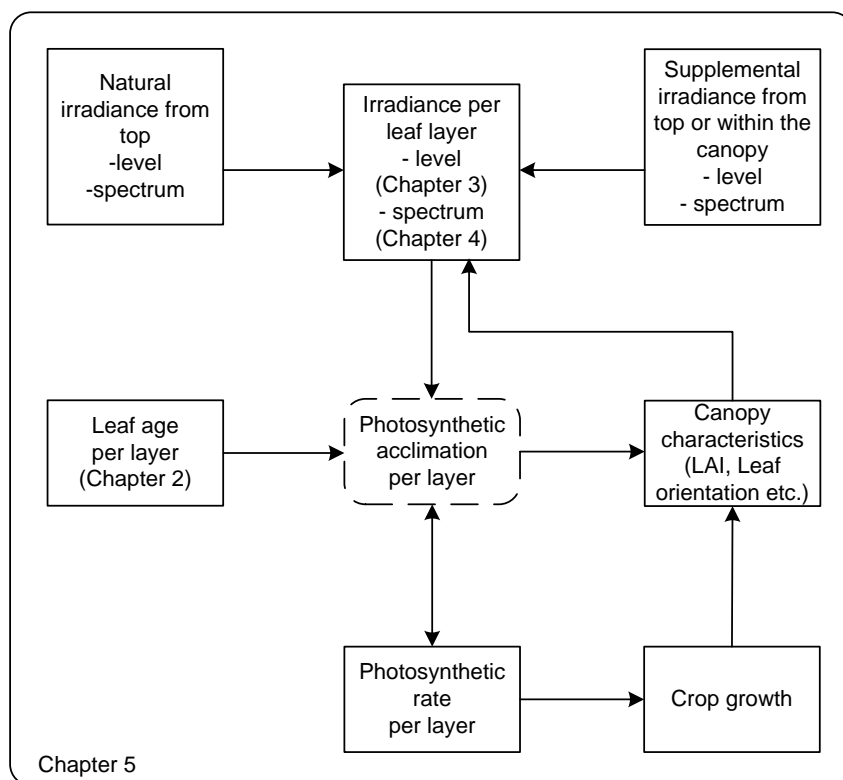 Natural
irradiance from
top
-level
-spectrum
Irradiance per
leaf layer
- level
(Chapter 3)
- spectrum
(Chapter 4)
Supplemental
irradiance from
top or within the
canopy
- level
- spectrum
Leaf age
per layer
(Chapter 2)
Photosynthetic
acclimation
per layer
Canopy
characteristics
(LAI, Leaf
orientation etc.)
Photosynthetic
rate
per layer
Crop growth
Chapter 5